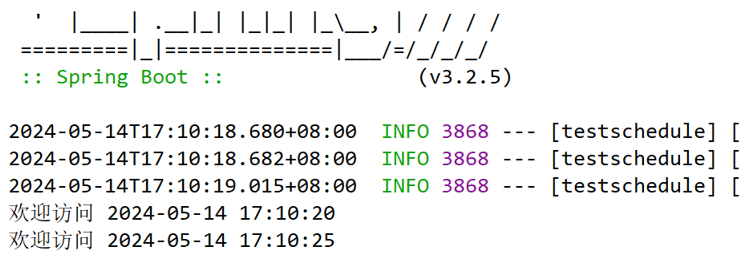 '  |____| .__|_| |_|_| |_\__, | / / / /
 =========|_|==============|___/=/_/_/_/
 :: Spring Boot ::                (v3.2.5)
2024-05-14T17:10:18.680+08:00  INFO 3868 --- [testschedule] [
2024-05-14T17:10:18.682+08:00  INFO 3868 --- [testschedule] [
2024-05-14T17:10:19.015+08:00  INFO 3868 --- [testschedule] [
欢迎访问 2024-05-14 17:10:20
欢迎访问 2024-05-14 17:10:25